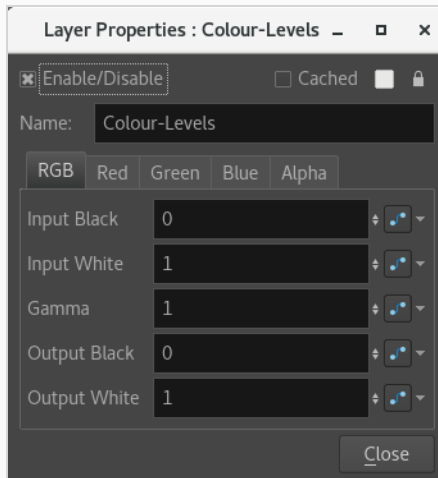 Layer Properties : Colour-Levels
Enable/Disable Cached
Name: Colour-Levels
RGB Red Green Blue Alpha
Input Black 0
Input White 1
Gamma 1
Output Black 0
Output White 1
Close